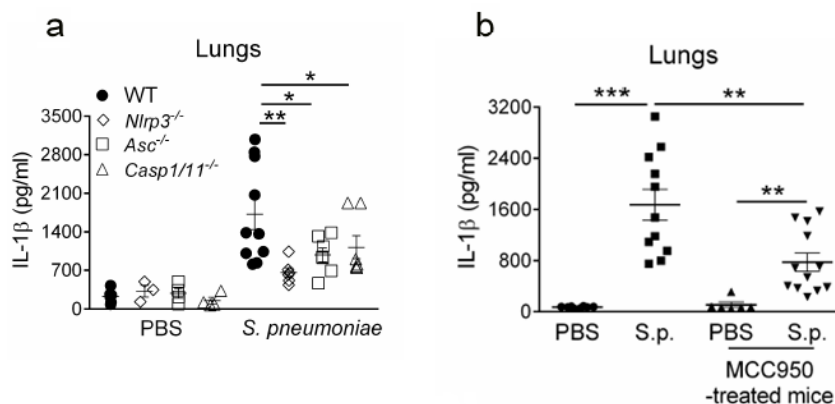 a
Lungs
WT
Nlrp3-/-
Asc-/-
Casp1/11-/-
*
*
**
IL-1β (pg/ml)
3500
2800
2100
1400
700
0
PBS
S. pneumoniae
b
Lungs
***
**
**
IL-1β (pg/ml)
3200
2400
1600
800
0
PBS
S.p.
PBS
S.p.
MCC950
-treated mice